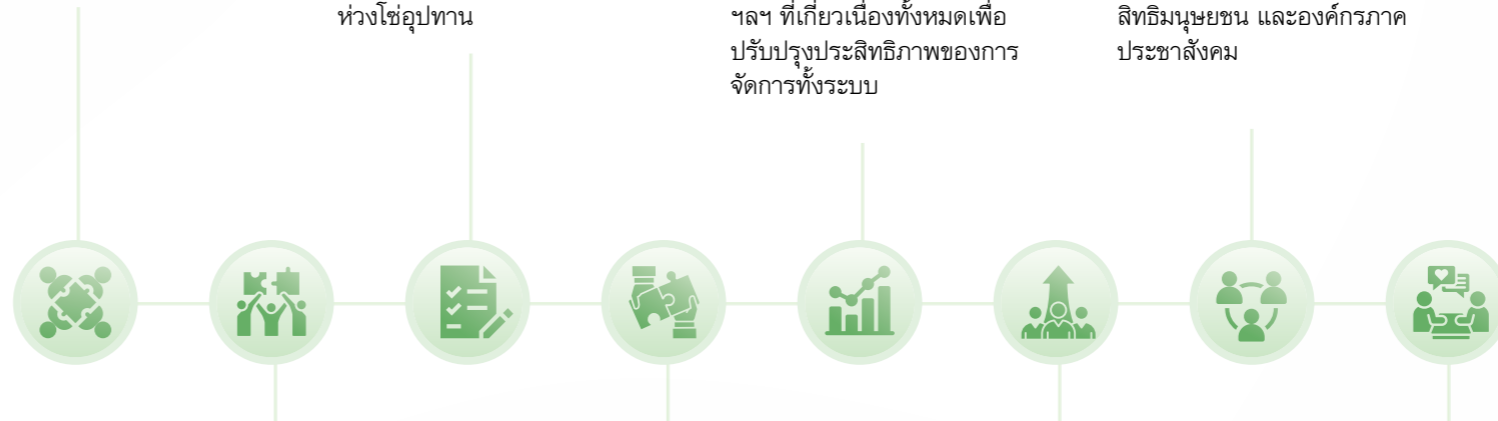 ห่วงโซ่อุปทาน
ฯลฯ ที่เกี่ยวเนื่องทั้งหมดเพื่อ
ปรับปรุงประสิทธิภาพของการ
จัดการทั้งระบบ
สิทธิมนุษยชน และองค์กรภาค
ประชาสังคม